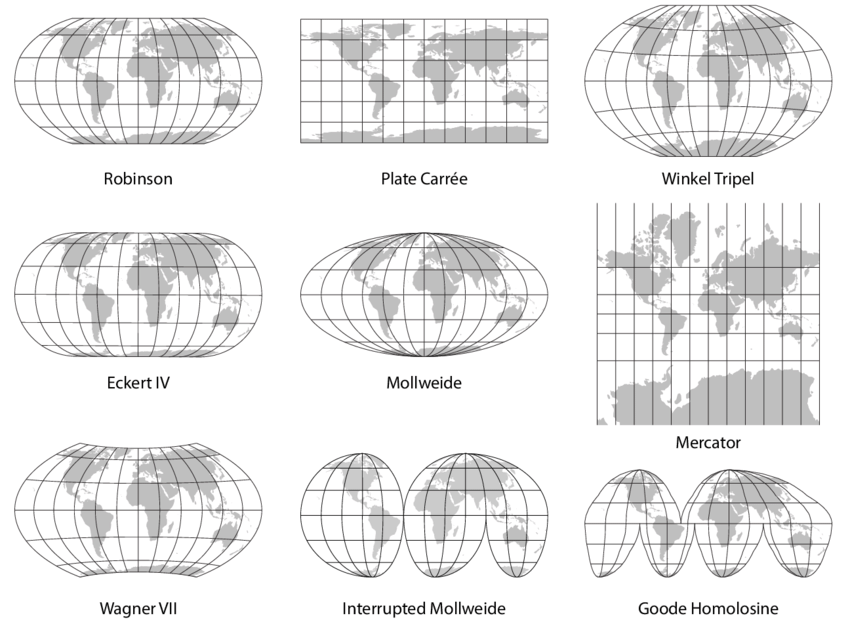 Robinson
Plate Carrée
Winkel Tripel
Eckert IV
Mollweide
Mercator
Wagner VII
Interrupted Mollweide
Goode Homolosine